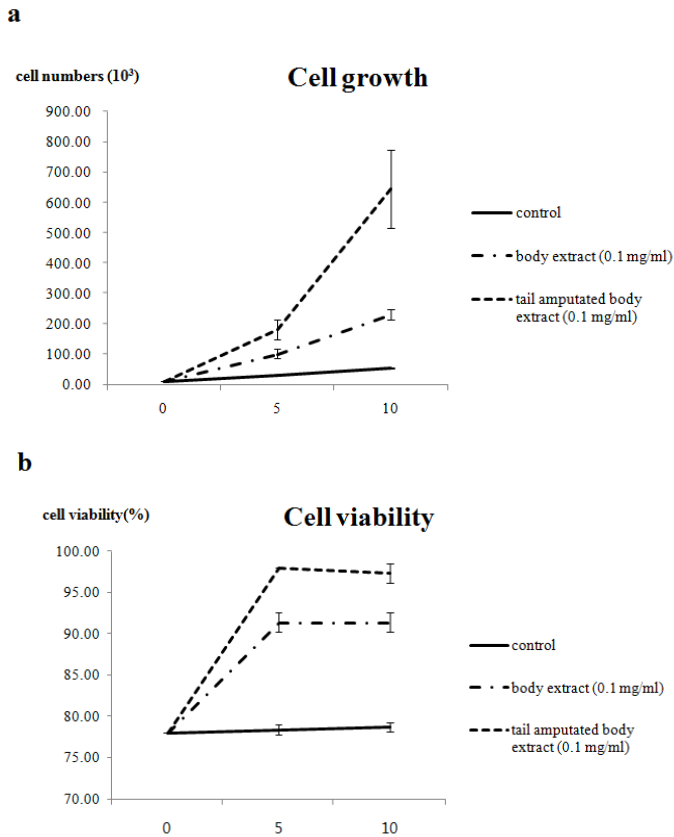 a
cell numbers (10³)
Cell growth
900.00
800.00
700.00
600.00
500.00
400.00
300.00
200.00
100.00
0.00
0 5 10
control
body extract (0.1 mg/ml)
tail amputated body
extract (0.1 mg/ml)
b
cell viability(%)
Cell viability
100.00
95.00
90.00
85.00
80.00
75.00
70.00
0 5 10
control
body extract (0.1 mg/ml)
tail amputated body
extract (0.1 mg/ml)